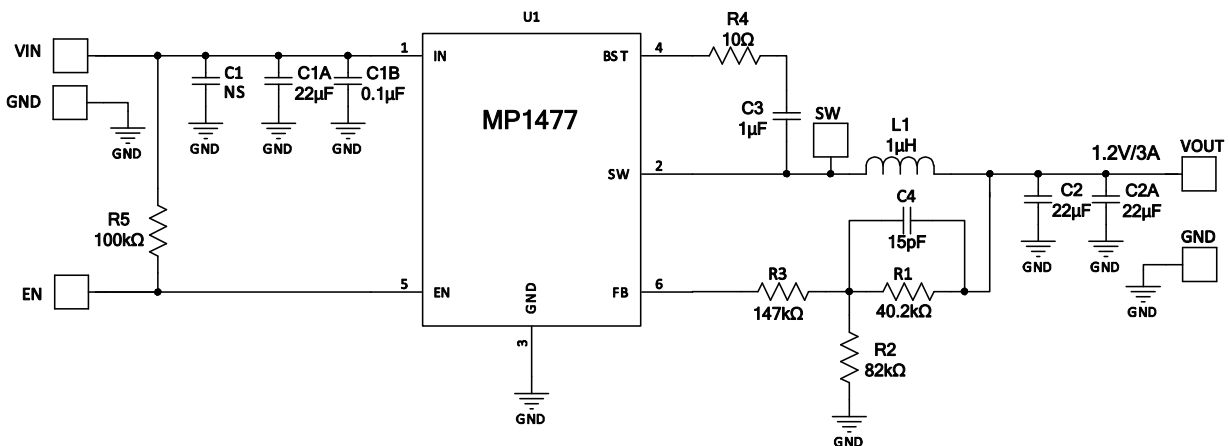 U1
VIN
GND
GND
C1
NS
GND
C1A
22µF
GND
C1B
0.1µF
GND
R5
100kΩ
EN
1
IN
5
EN
MP1477
BST
4
SW
2
FB
6
GND
3
GND
R4
10Ω
C3
1µF
SW
L1
1µH
C4
15pF
R3
147kΩ
R1
40.2kΩ
R2
82kΩ
GND
1.2V/3A
VOUT
C2
22µF
GND
C2A
22µF
GND
GND
GND